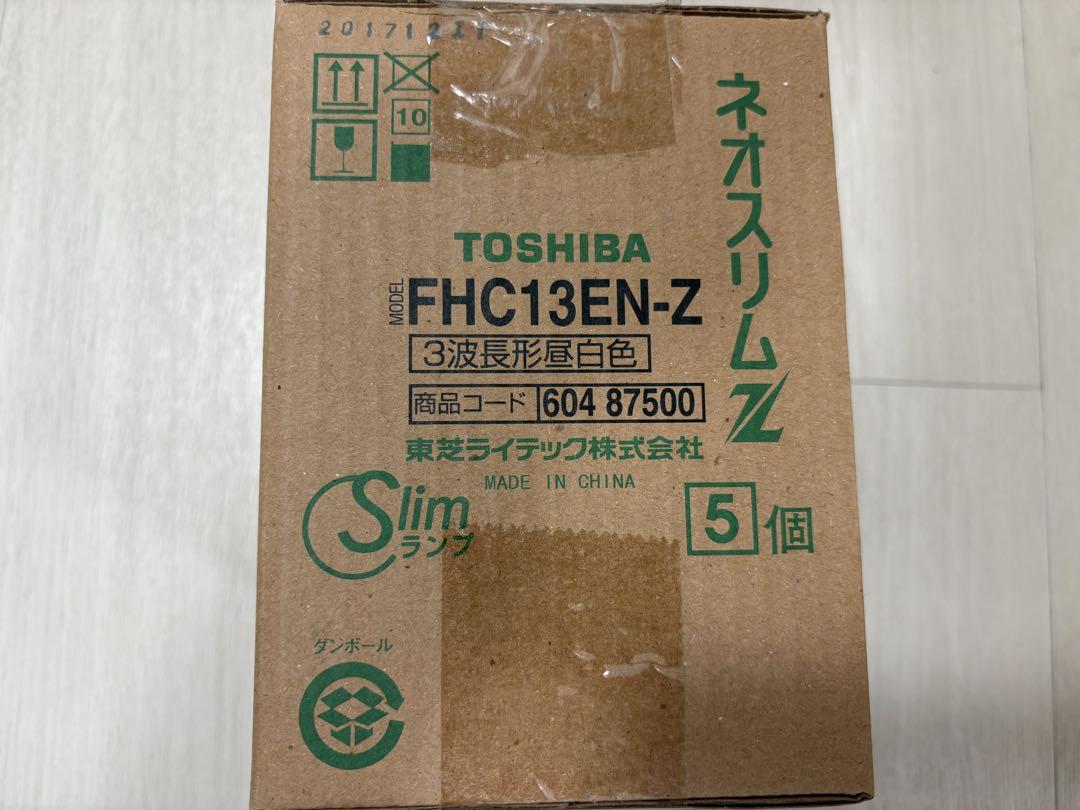 10
ネオスリムZ
TOSHIBA
MODEL FHC13EN-Z
3波長形昼白色
商品コード 604 87500
東芝ライテック株式会社
MADE IN CHINA
Slim
ランプ
5個
ダンボール